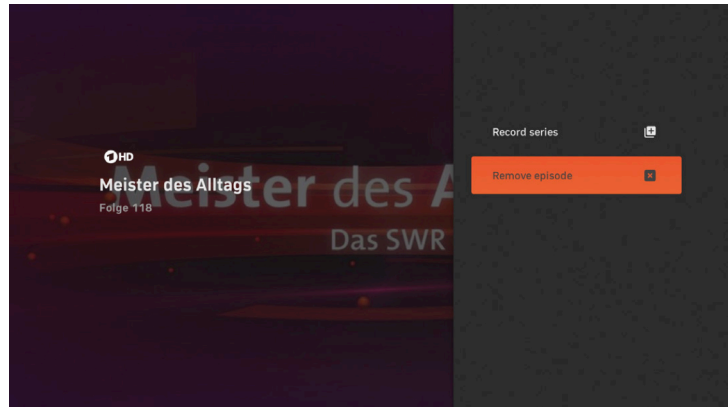 HD
Meister des Alltags
Folge 118
Meister des A
Das SWR
Record series
Remove episode